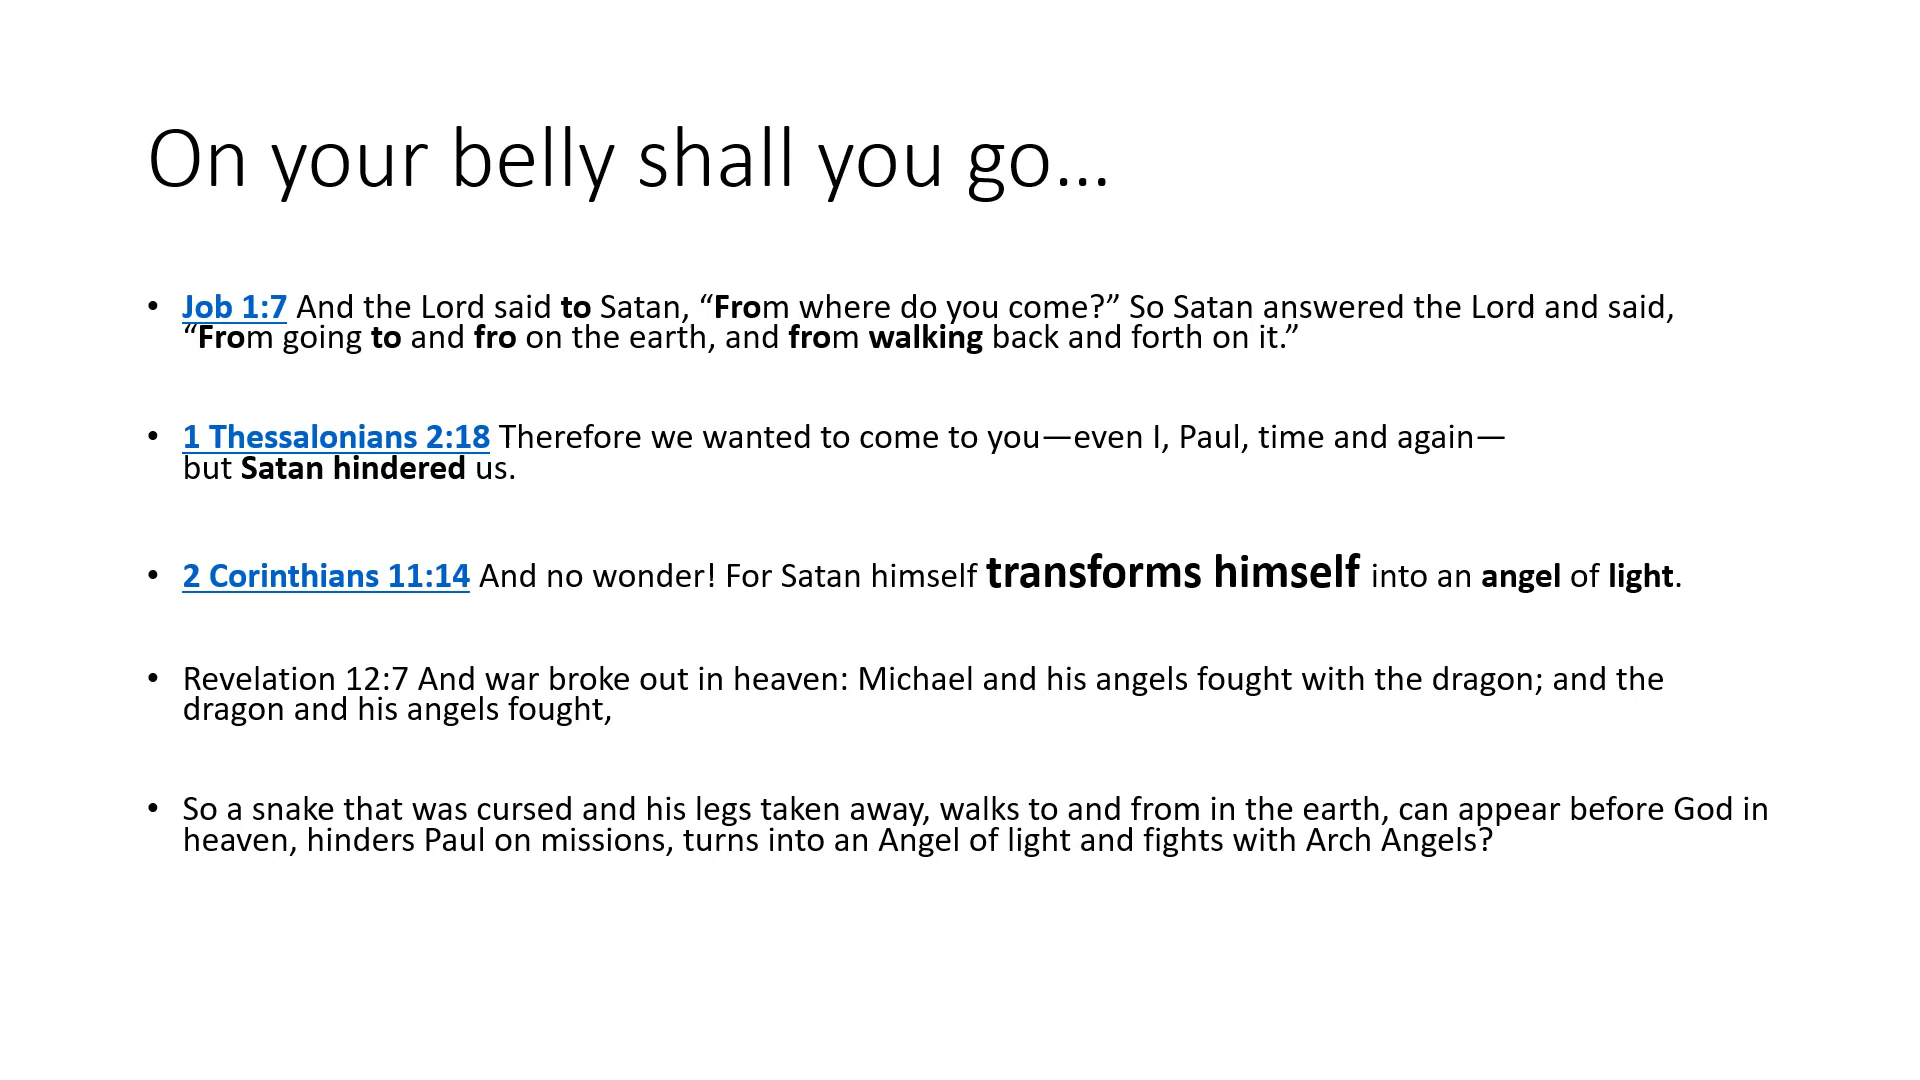 On your belly shall you go…
• Job 1:7 And the Lord said to Satan, “From where do you come?” So Satan answered the Lord and said,
“From going to and fro on the earth, and from walking back and forth on it.”
• 1 Thessalonians 2:18 Therefore we wanted to come to you—even I, Paul, time and again—
but Satan hindered us.
• 2 Corinthians 11:14 And no wonder! For Satan himself transforms himself into an angel of light.
• Revelation 12:7 And war broke out in heaven: Michael and his angels fought with the dragon; and the
dragon and his angels fought,
• So a snake that was cursed and his legs taken away, walks to and from in the earth, can appear before God in
heaven, hinders Paul on missions, turns into an Angel of light and fights with Arch Angels?